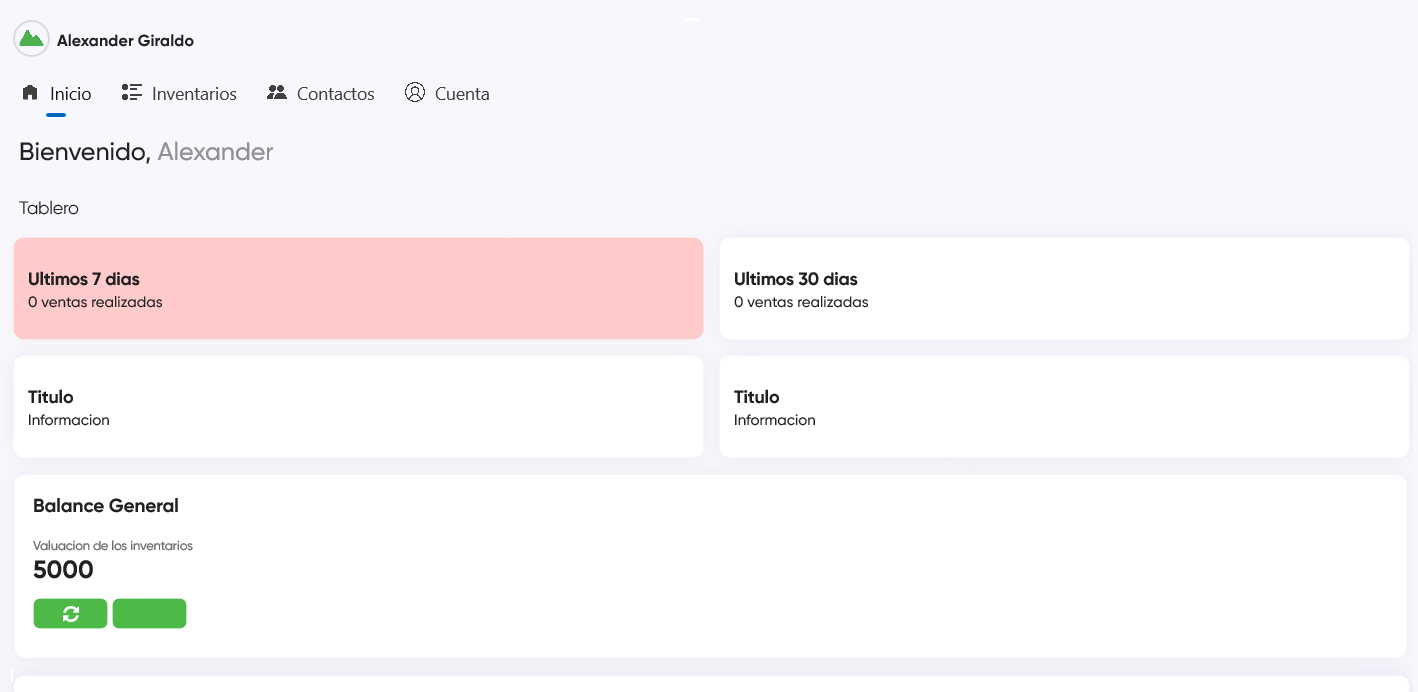 Alexander Giraldo
Inicio Inventarios Contactos Cuenta
Bienvenido, Alexander
Tablero
Ultimos 7 dias
0 ventas realizadas
Ultimos 30 dias
0 ventas realizadas
Titulo
Informacion
Titulo
Informacion
Balance General
Valuacion de los inventarios
5000